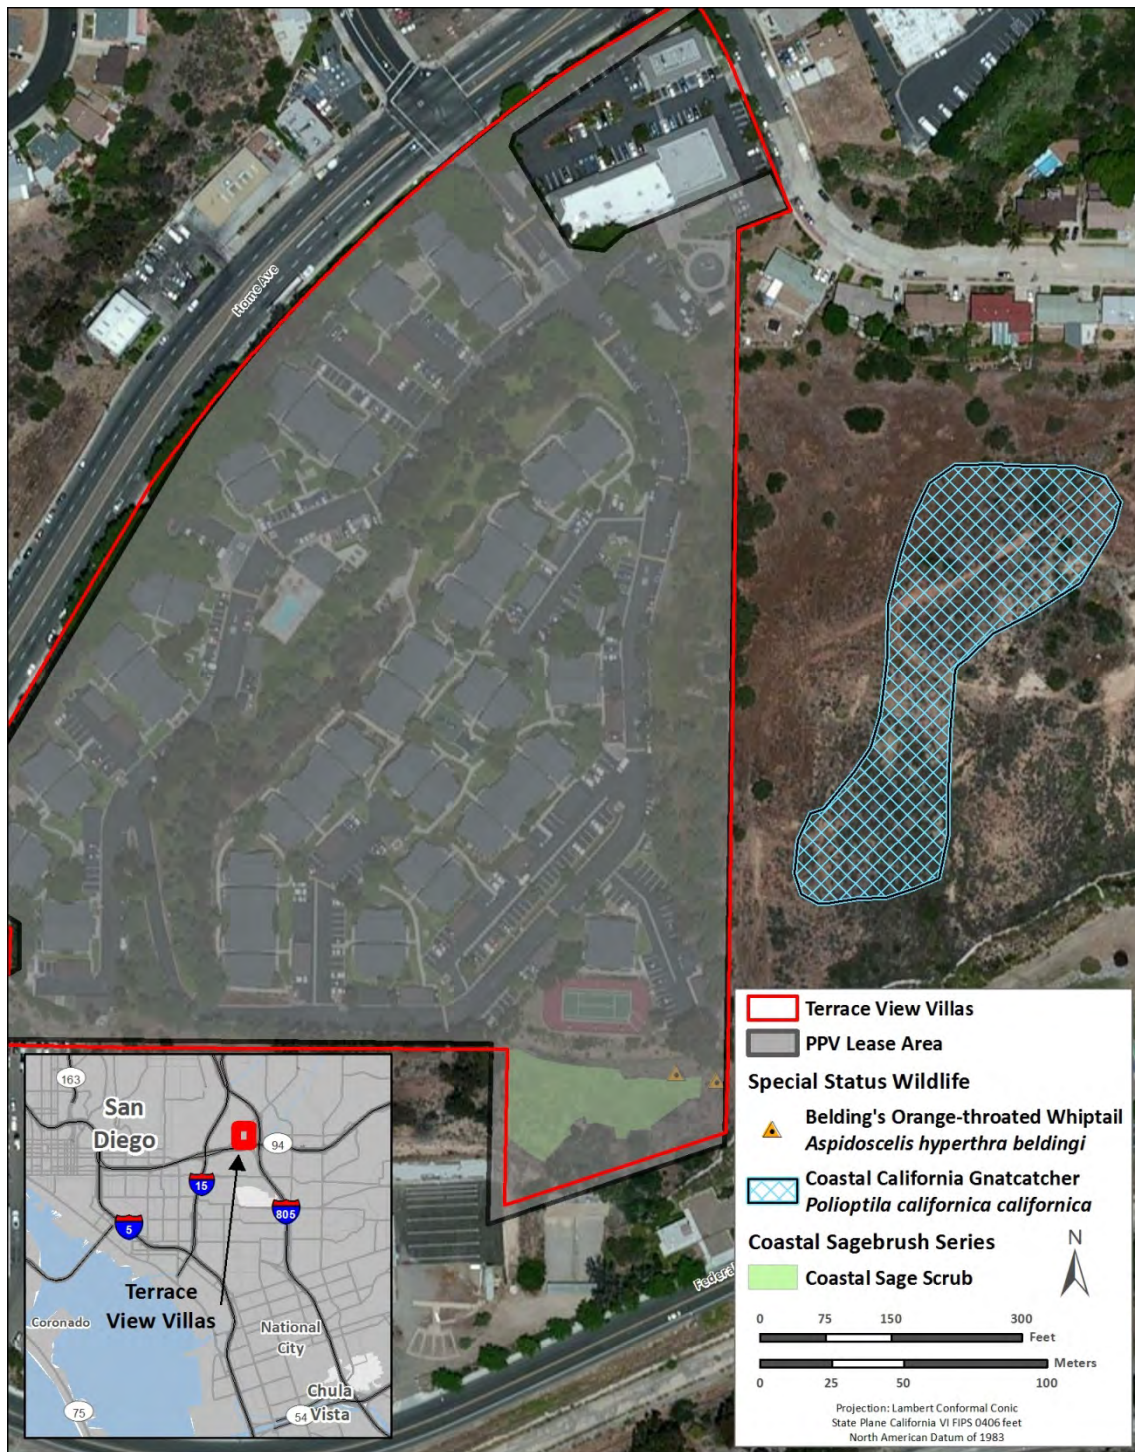 Home Ave
Terrace View Villas
PPV Lease Area
Special Status Wildlife
Belding's Orange-throated Whiptail
Aspidoscelis hyperthra beldingi
Coastal California Gnatcatcher
Polioptila californica californica
Coastal Sagebrush Series
Coastal Sage Scrub
N
0 75 150 300
Feet
Meters
0 25 50 100
Projection: Lambert Conformal Conic
State Plane California VI FIPS 0406 feet
North American Datum of 1983
Federal
163
San
Diego
94
15
805
5
Terrace
View Villas
Coronado
National
City
Chula
Vista
54
75